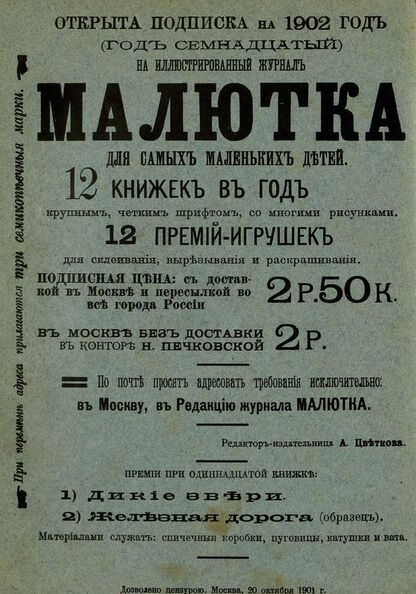 ОТКРЫТА ПОДПИСКА на 1902 ГОДЪ
(ГОДЪ СЕМНАДЦАТЫЙ)
НА ИЛЛЮСТРИРОВАННЫЙ ЖУРНАЛЪ
МАЛЮТКА
ДЛЯ САМЫХЪ МАЛЕНЬКИХЪ ДѢТЕЙ.
12 КНИЖЕКЪ ВЪ ГОДЪ
крупнымъ, четкимъ шрифтомъ, со многими рисунками.
12 ПРЕМІЙ-ИГРУШЕКЪ
для склеиванія, вырѣзыванія и раскрашиванія.
ПОДПИСНАЯ ЦѢНА: съ достав-
кой въ Москвѣ и пересылкой во
всѣ города Россіи
2 Р. 50 К.
ВЪ МОСКВѢ БЕЗЪ ДОСТАВКИ
ВЪ КОНТОРѢ Н. ПЕЧКОВСКОЙ
2 Р.
По почтѣ просятъ адресовать требованія исключительно:
въ Москву, въ Редакцію журнала МАЛЮТКА.
Редакторъ-издательница А. Цвѣткова.
ПРЕМІИ ПРИ ОДИННАДЦАТОЙ КНИЖКѢ:
1) Дикіе звѣри.
2) Желѣзная дорога (образец).
Матеріалами служатъ: спичечныя коробки, пуговицы, катушки и вата.
Дозволено цензурою. Москва, 20 октября 1901 г.
При перемѣнѣ адреса прилагаются три семикопѣечныя марки.